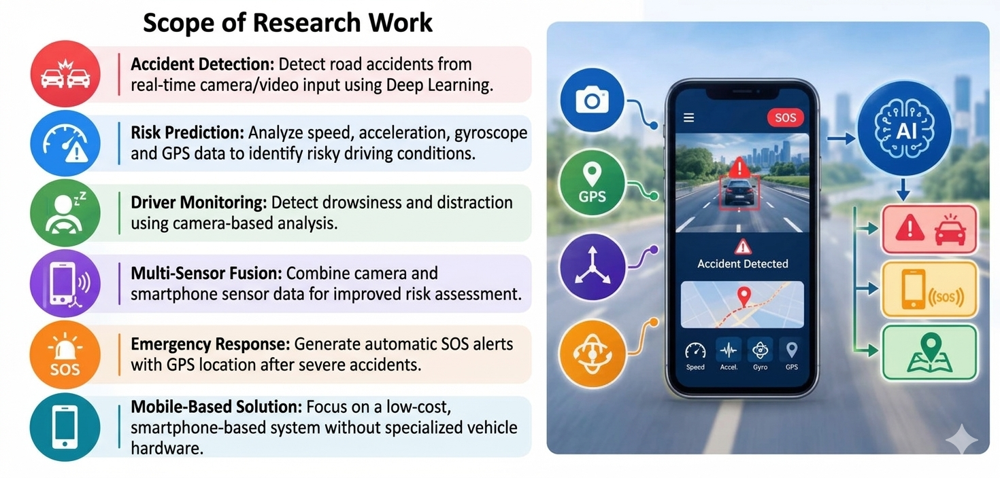 Scope of Research Work
Accident Detection: Detect road accidents from
real-time camera/video input using Deep Learning.
Risk Prediction: Analyze speed, acceleration, gyroscope
and GPS data to identify risky driving conditions.
zZ
Driver Monitoring: Detect drowsiness and distraction
using camera-based analysis.
Multi-Sensor Fusion: Combine camera and
smartphone sensor data for improved risk assessment.
SOS
Emergency Response: Generate automatic SOS alerts
with GPS location after severe accidents.
Mobile-Based Solution: Focus on a low-cost,
smartphone-based system without specialized vehicle
hardware.
GPS
SOS
Accident Detected
Speed Accel. Gyro GPS
AI
((SOS))